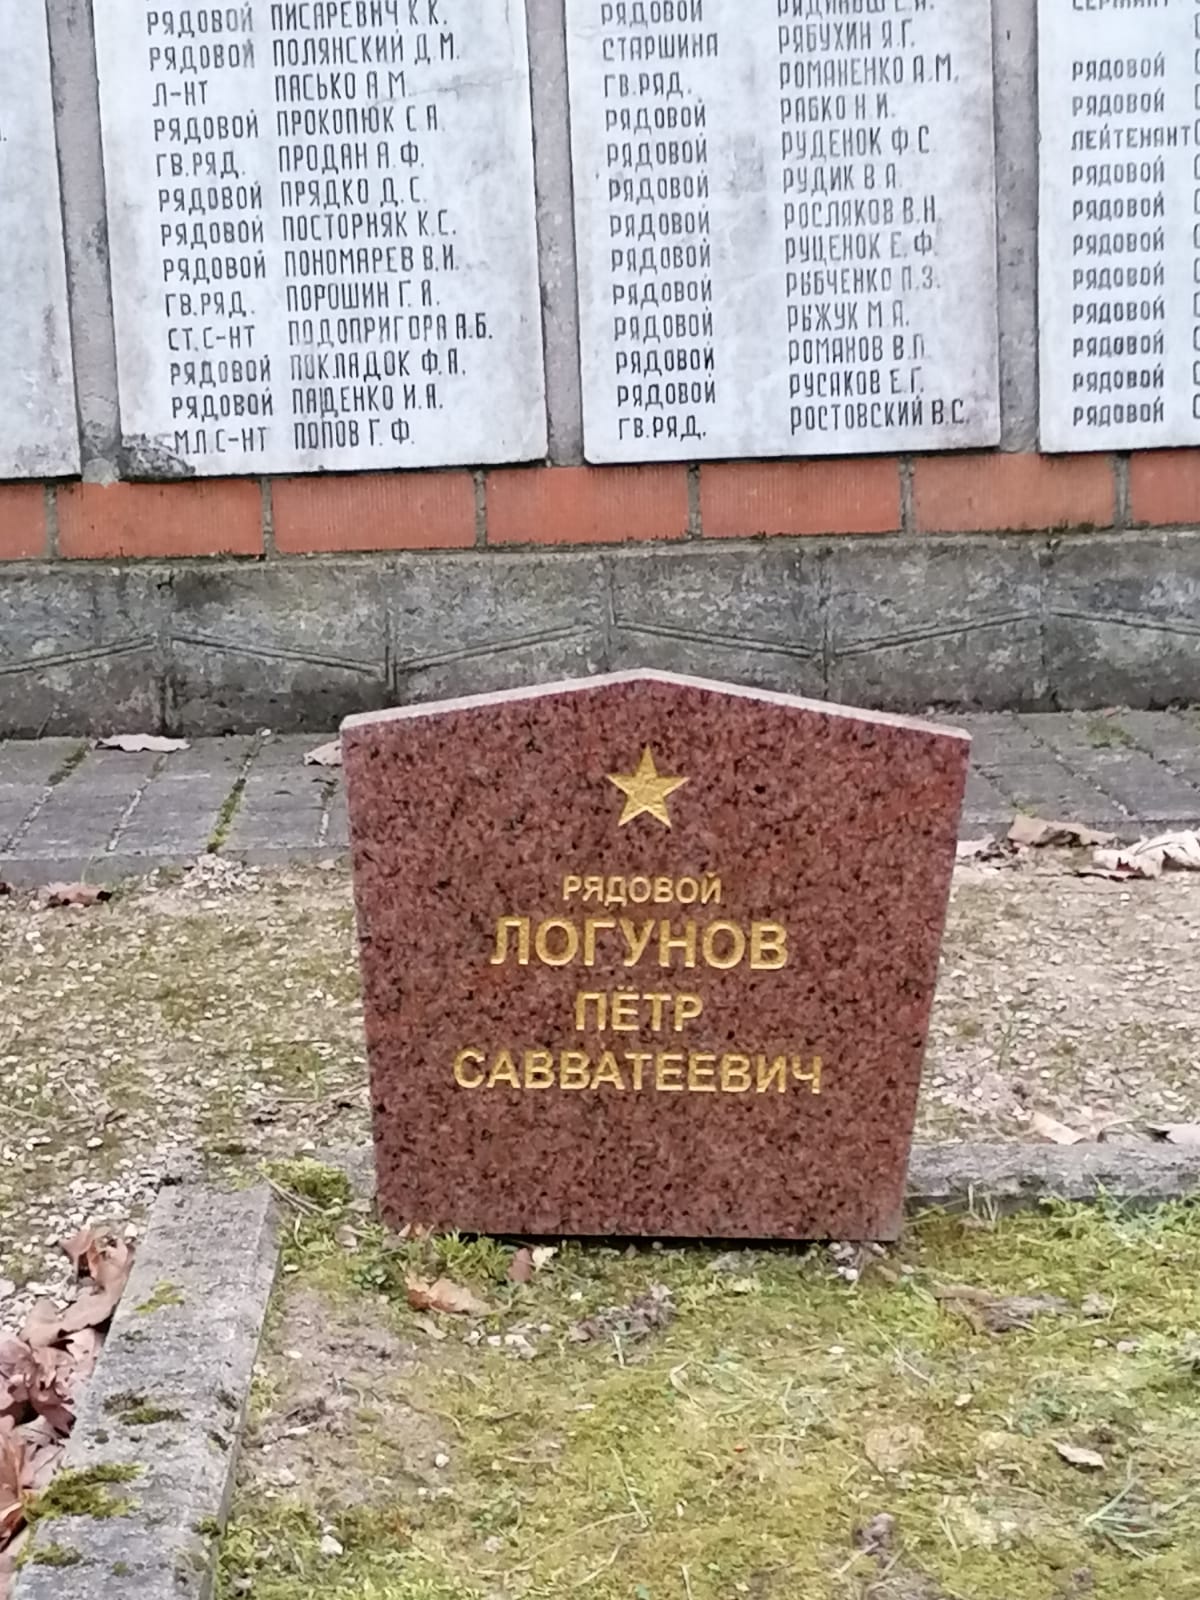 РЯДОВОЙ ПИСАРЕВИЧ К.К.
РЯДОВОЙ ПОЛЯНСКИЙ Д.М.
Л-НТ ПАСЬКО А.М.
РЯДОВОЙ ПРОКОПЮК С.А.
ГВ.РЯД. ПРОДАН А.Ф.
РЯДОВОЙ ПРЯДКО Д.С.
РЯДОВОЙ ПОСТОРНЯК К.С.
РЯДОВОЙ ПОНОМАРЕВ В.И.
ГВ.РЯД. ПОРОШИН Г.Я.
СТ.С-НТ ПОДОПРИГОРА А.Б.
РЯДОВОЙ ПОКЛАДОК Ф.А.
РЯДОВОЙ ПАЩЕНКО И.А.
МЛ.С-НТ ПОПОВ Г.Ф.
РЯДОВОЙ
СТАРШИНА РЯБУХИН Я.Г.
ГВ.РЯД. РОМАНЕНКО А.М.
РЯДОВОЙ РАБКО Н.И.
РЯДОВОЙ РУДЕНОК Ф.С.
РЯДОВОЙ РУДИК В.А.
РЯДОВОЙ РОСЛЯКОВ В.Н.
РЯДОВОЙ РУЦЕНОК Е.Ф.
РЯДОВОЙ РЫБЧЕНКО П.З.
РЯДОВОЙ РЫЖУК М.А.
РЯДОВОЙ РОМАНОВ В.П.
РЯДОВОЙ РУСАКОВ Е.Г.
ГВ.РЯД. РОСТОВСКИЙ В.С.
СЕРЖАНТ
РЯДОВОЙ
РЯДОВОЙ
ЛЕЙТЕНАНТ
РЯДОВОЙ
РЯДОВОЙ
РЯДОВОЙ
РЯДОВОЙ
РЯДОВОЙ
РЯДОВОЙ
РЯДОВОЙ
РЯДОВОЙ
РЯДОВОЙ
ЛОГУНОВ
ПЁТР
САВВАТЕЕВИЧ